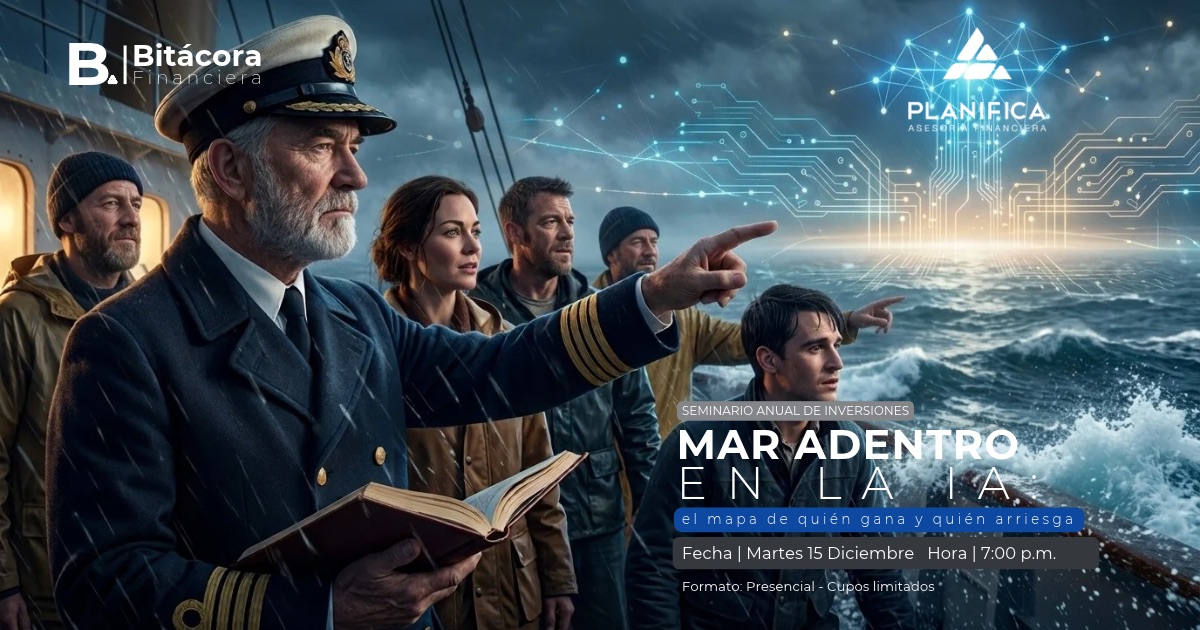 B.
Bitácora
Financiera
PLANIFICA
ASESORÍA FINANCIERA
SEMINARIO ANUAL DE INVERSIONES
MAR ADENTRO
EN LA IA
el mapa de quién gana y quién arriesga
Fecha | Martes 15 Diciembre Hora | 7:00 p.m.
Formato: Presencial - Cupos limitados